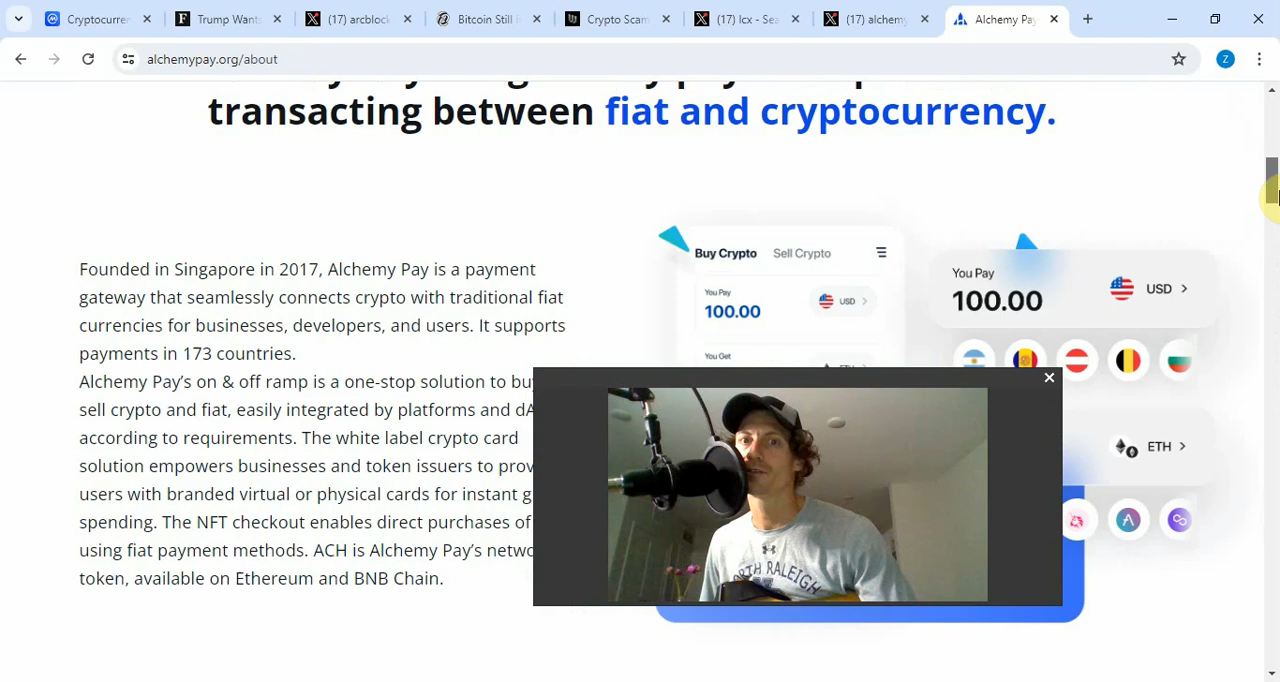 Cryptocurren
Trump Wants
(17) arcblock
Bitcoin Still
Crypto Scam
(17) lcx - Sea
(17) alchemy
Alchemy Pay
alchemypay.org/about
Z
transacting between fiat and cryptocurrency.
Founded in Singapore in 2017, Alchemy Pay is a payment
gateway that seamlessly connects crypto with traditional fiat
currencies for businesses, developers, and users. It supports
payments in 173 countries.
Alchemy Pay's on & off ramp is a one-stop solution to bu
sell crypto and fiat, easily integrated by platforms and dA
according to requirements. The white label crypto card
solution empowers businesses and token issuers to prov
users with branded virtual or physical cards for instant g
spending. The NFT checkout enables direct purchases of
using fiat payment methods. ACH is Alchemy Pay's netwo
token, available on Ethereum and BNB Chain.
Buy Crypto Sell Crypto
You Pay
100.00 USD
You Get
You Pay
100.00 USD
ETH
NORTH RALEIGH